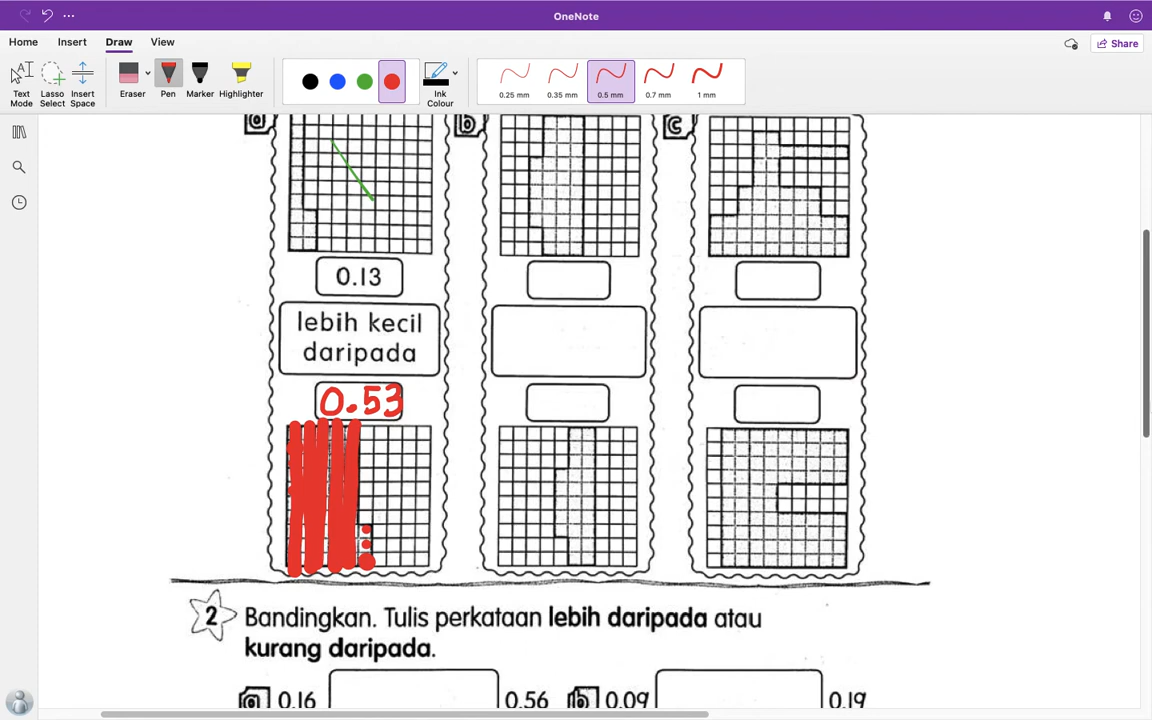 OneNote
Home Insert Draw View
Share
Text Mode
Lasso Select
Insert Space
Eraser
Pen
Marker
Highlighter
Ink Colour
0.25 mm
0.35 mm
0.5 mm
0.7 mm
1 mm
a b c
0.13
lebih kecil
daripada
0.53
2 Bandingkan. Tulis perkataan lebih daripada atau
kurang daripada.
a 0.16 0.56 b 0.09 0.19